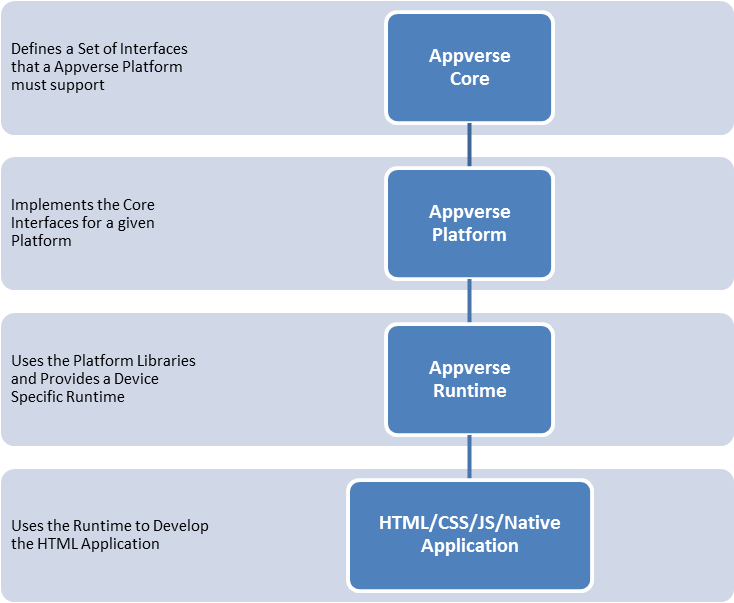 Defines a Set of Interfaces
that a Appverse Platform
must support
Appverse
Core
Implements the Core
Interfaces for a given
Platform
Appverse
Platform
Uses the Platform Libraries
and Provides a Device
Specific Runtime
Appverse
Runtime
Uses the Runtime to Develop
the HTML Application
HTML/CSS/JS/Native
Application